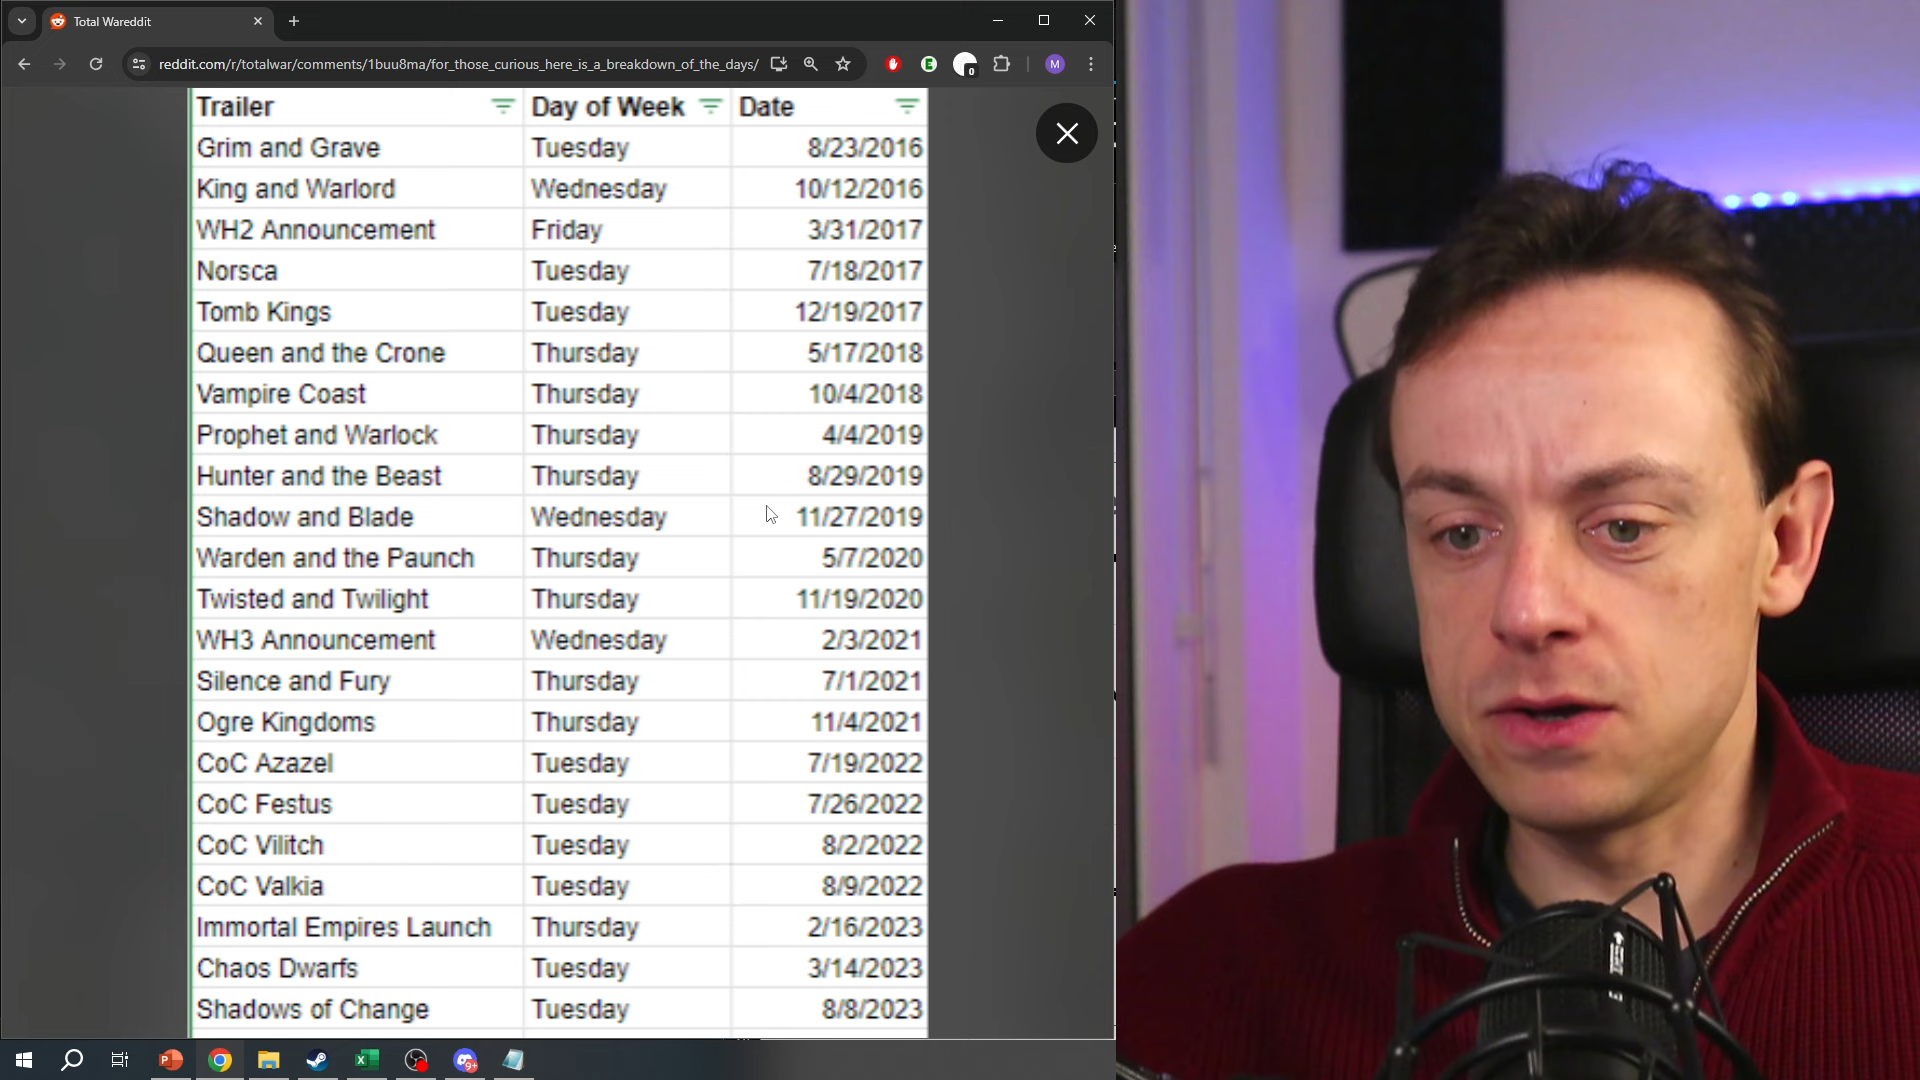 Total Wareddit
reddit.com/r/totalwar/comments/1buu8ma/for_those_curious_here_is_a_breakdown_of_the_days/
0
M
Trailer Day of Week Date
Grim and Grave Tuesday 8/23/2016
King and Warlord Wednesday 10/12/2016
WH2 Announcement Friday 3/31/2017
Norsca Tuesday 7/18/2017
Tomb Kings Tuesday 12/19/2017
Queen and the Crone Thursday 5/17/2018
Vampire Coast Thursday 10/4/2018
Prophet and Warlock Thursday 4/4/2019
Hunter and the Beast Thursday 8/29/2019
Shadow and Blade Wednesday 11/27/2019
Warden and the Paunch Thursday 5/7/2020
Twisted and Twilight Thursday 11/19/2020
WH3 Announcement Wednesday 2/3/2021
Silence and Fury Thursday 7/1/2021
Ogre Kingdoms Thursday 11/4/2021
CoC Azazel Tuesday 7/19/2022
CoC Festus Tuesday 7/26/2022
CoC Vilitch Tuesday 8/2/2022
CoC Valkia Tuesday 8/9/2022
Immortal Empires Launch Thursday 2/16/2023
Chaos Dwarfs Tuesday 3/14/2023
Shadows of Change Tuesday 8/8/2023
9+